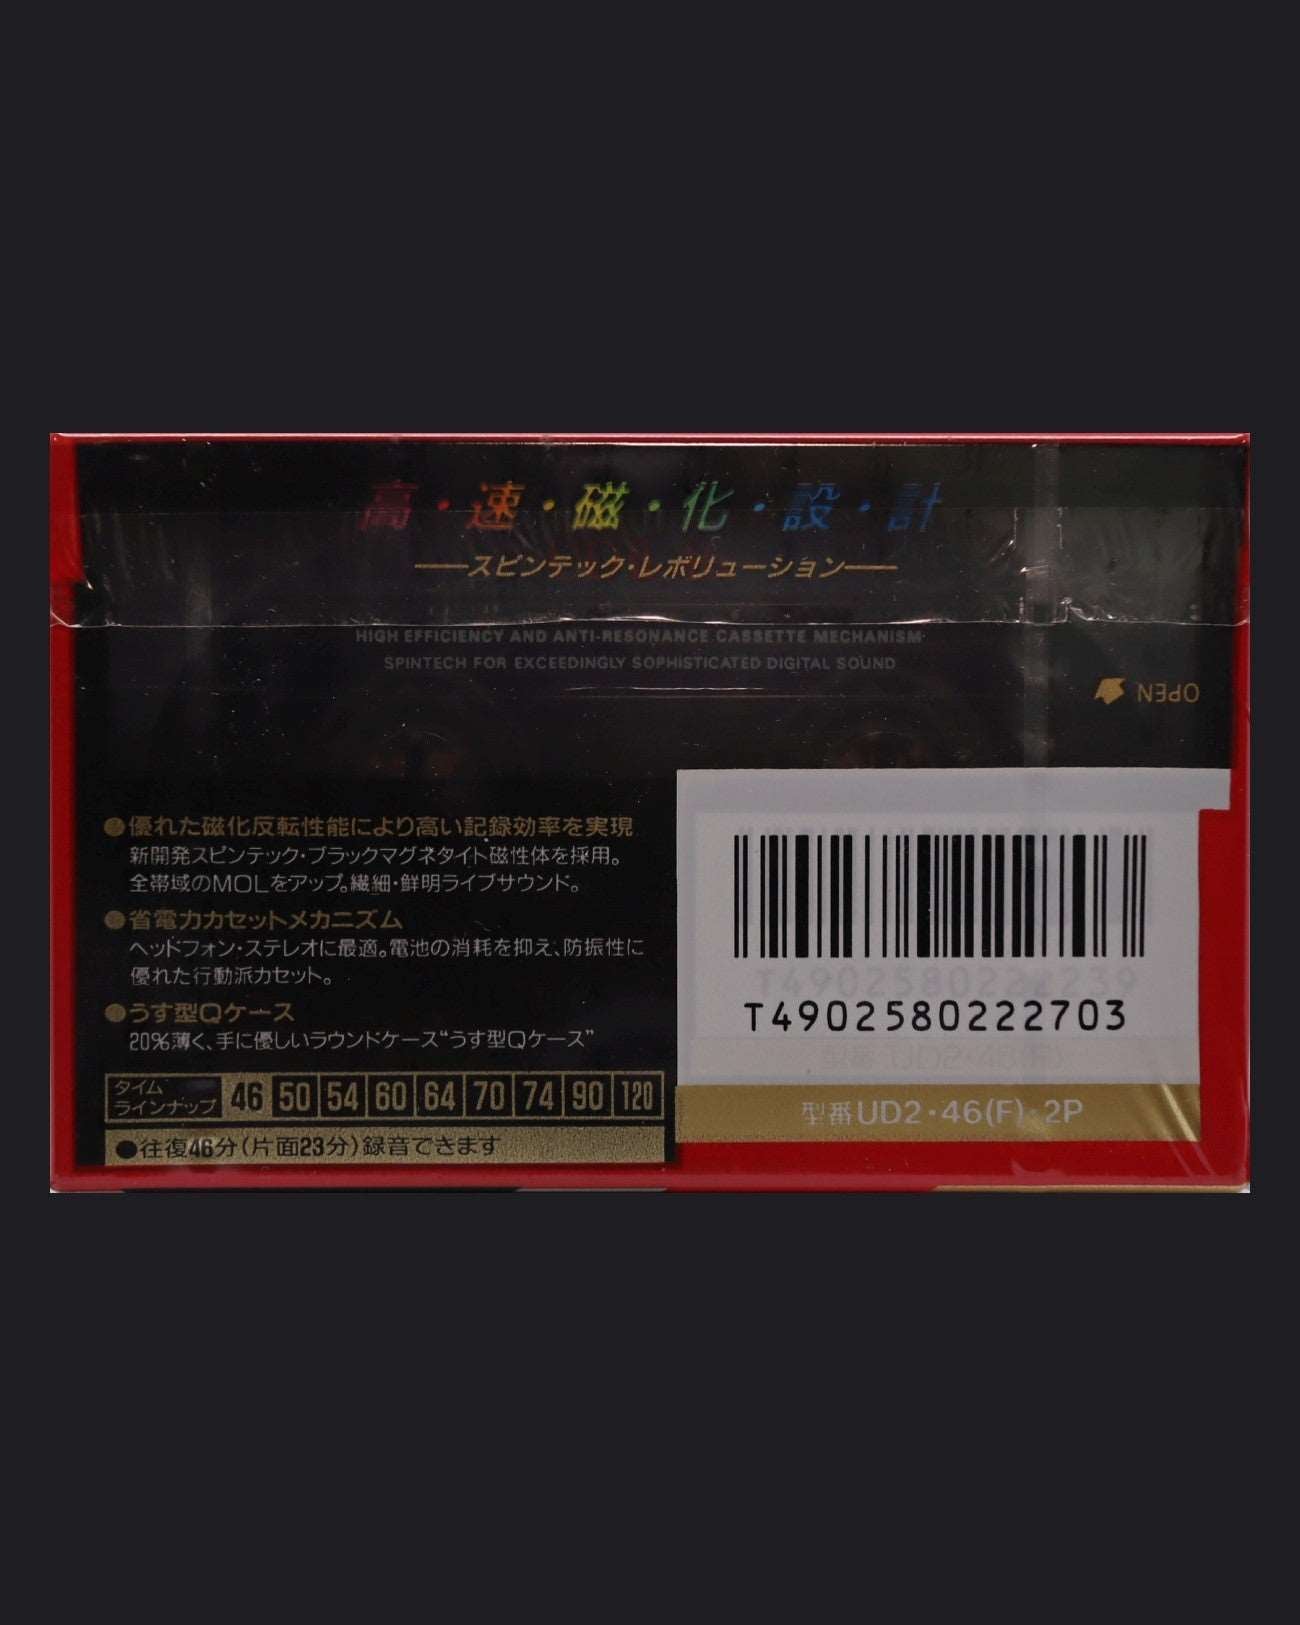 高・速・磁・化・設・計
スピンテック・レボリューション
HIGH EFFICIENCY AND ANTI-RESONANCE CASSETTE MECHANISM
SPINTECH FOR EXCEEDINGLY SOPHISTICATED DIGITAL SOUND
OPEN
●優れた磁化反転性能により高い記録効率を実現
新開発スピンテック・ブラックマグネタイト磁性体を採用。
全帯域のMOLをアップ。繊細・鮮明ライブサウンド。
●省電力カセットメカニズム
ヘッドフォン・ステレオに最適。電池の消耗を抑え、防振性に
優れた行動派カセット。
●うす型Qケース
20%薄く、手に優しいラウンドケース“うす型Qケース”
タイム
ラインナップ
46 50 54 60 64 70 74 90 120
●往復46分(片面23分)録音できます
T4902580222239
T4902580222703
型番UD2・46(F)・2P